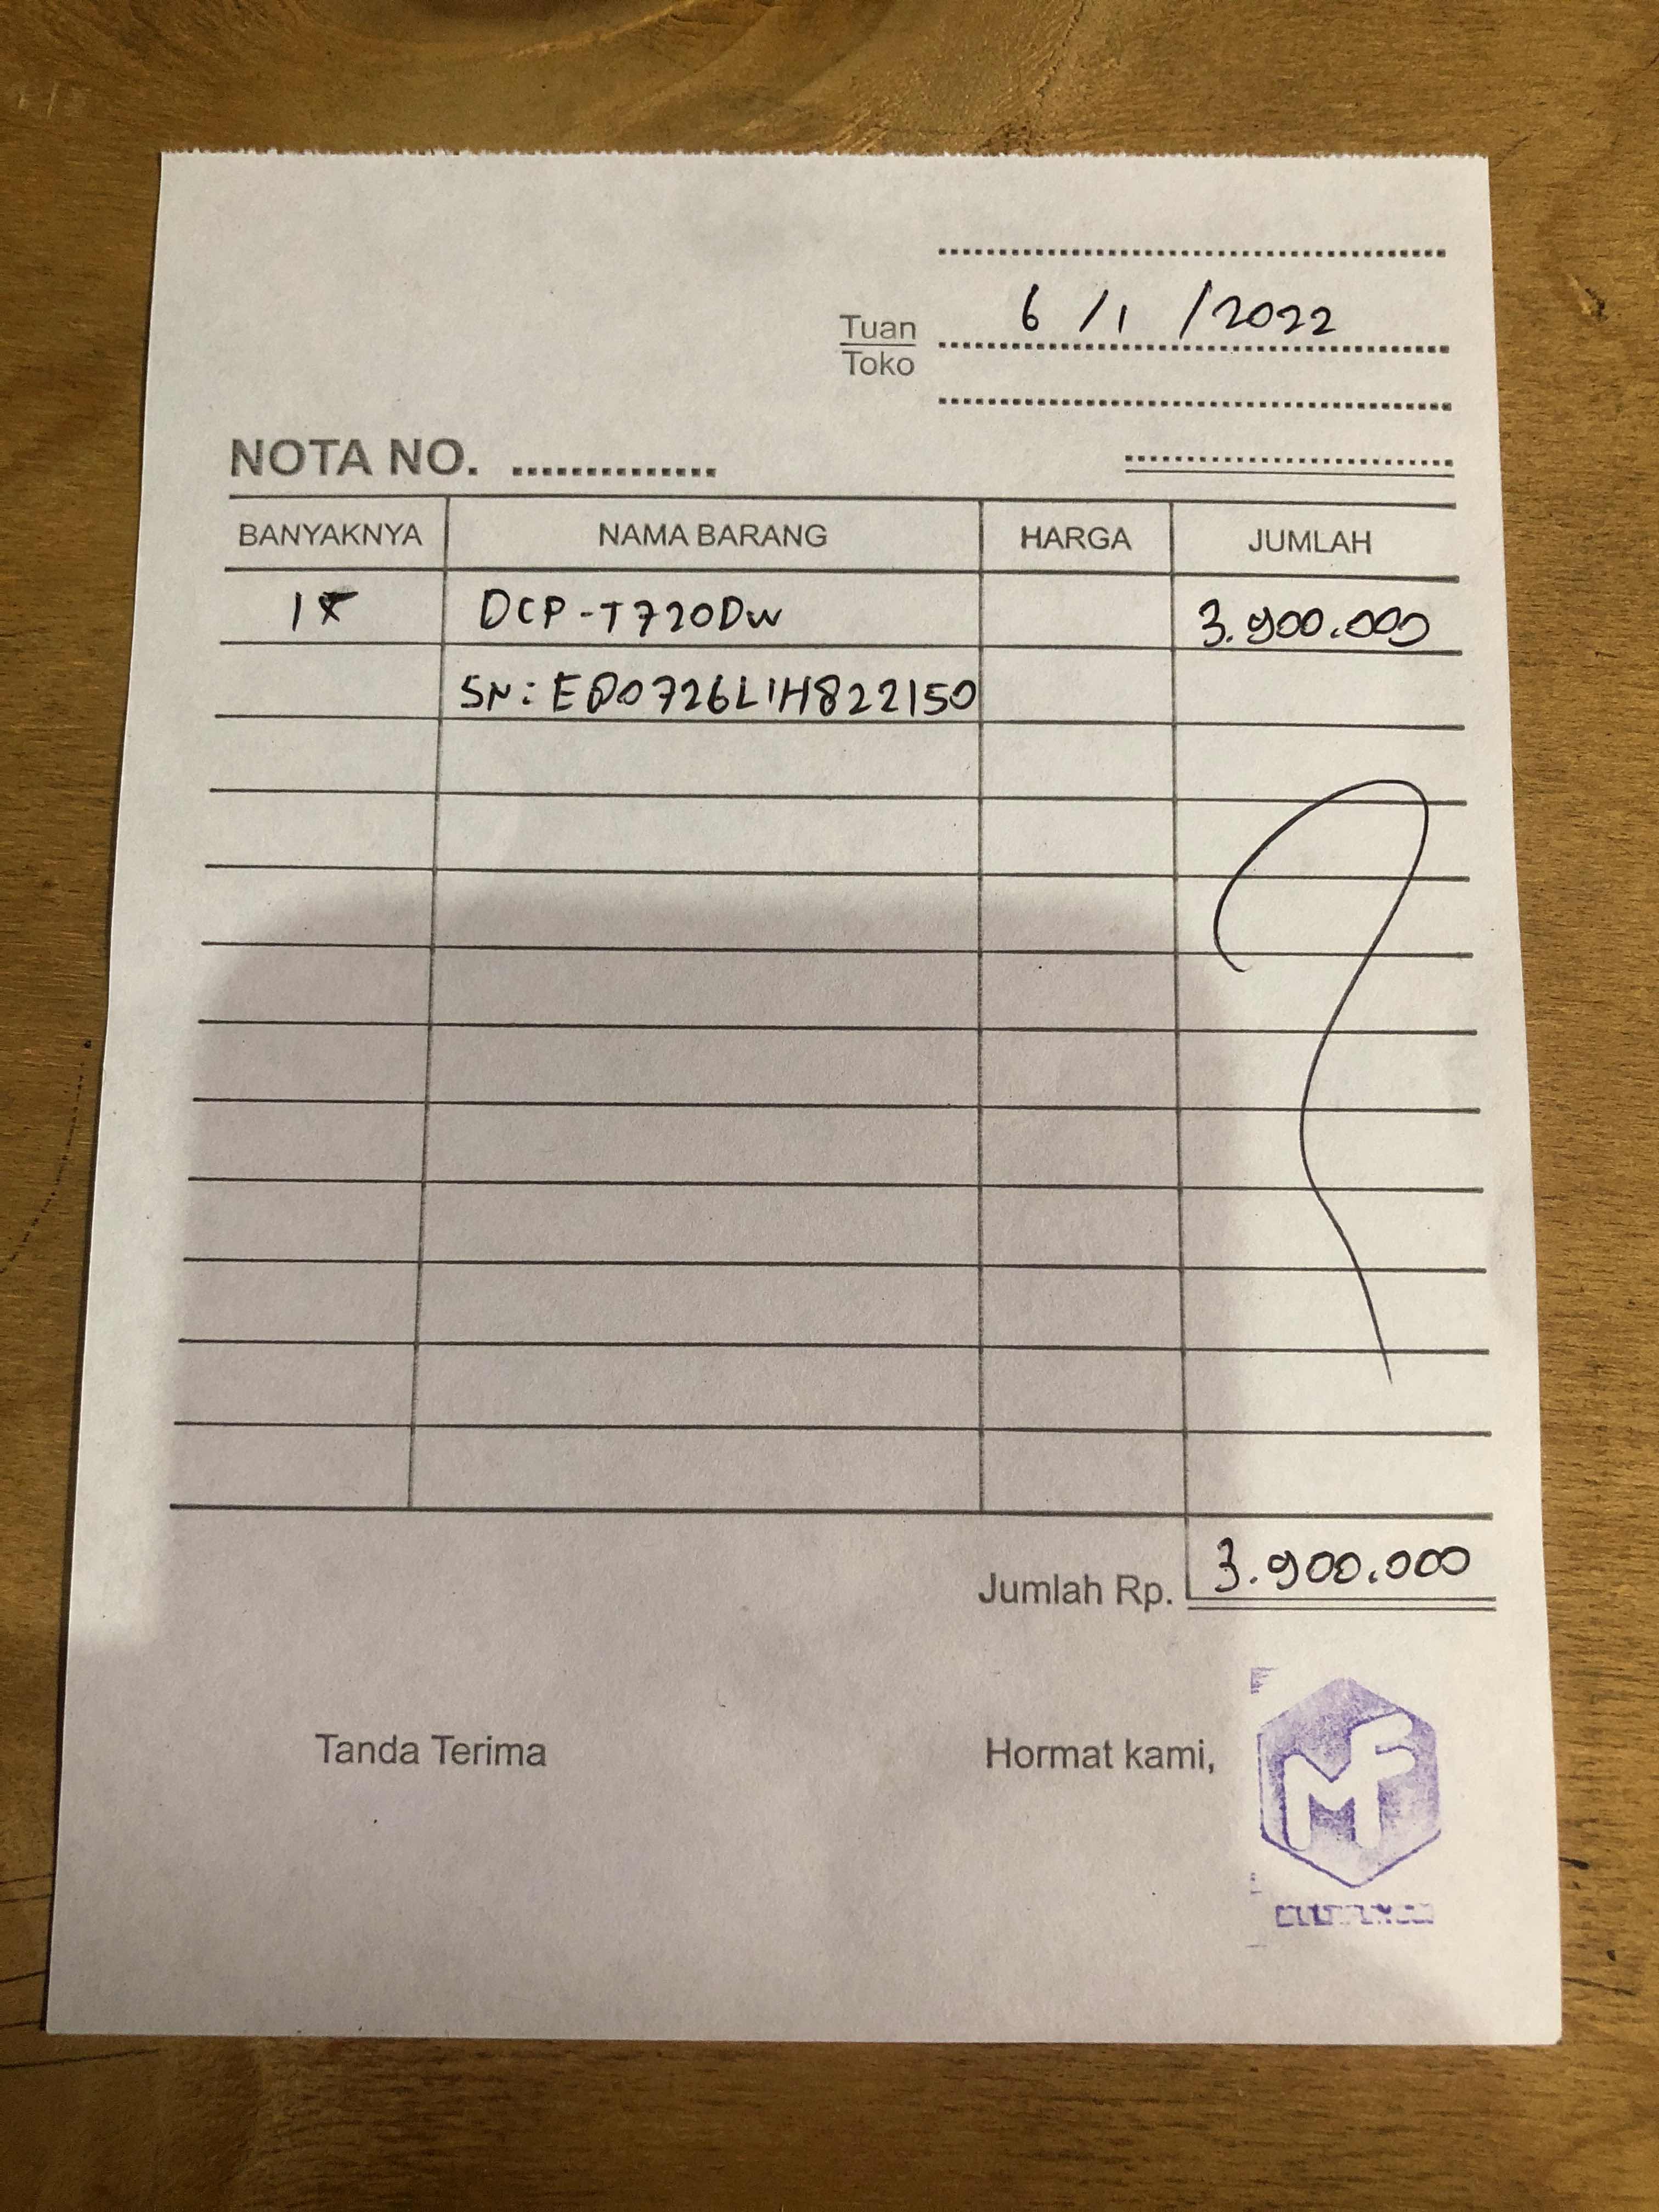 6 / 1 / 2022
Tuan
Toko
NOTA NO.
BANYAKNYA NAMA BARANG HARGA JUMLAH
1x DCP-T720DW 3.900.000
SN: E80726L1H822150
Jumlah Rp. 3.900.000
Tanda Terima Hormat kami,
MF